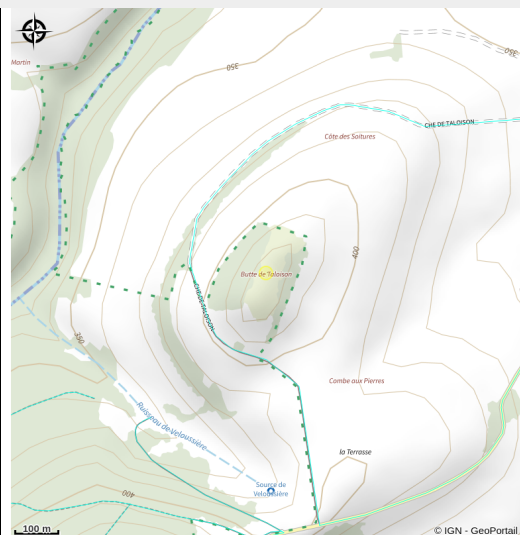 350
350
Martin
CHE DE TALOISON
Côte des Saitures
400
Butte de Taloison
CHE DE TALOISON
350
Combe aux Pierres
Ruisseau de Veloussière
la Terrasse
Source de
Veloussière
400
100 m
© IGN - GeoPortail